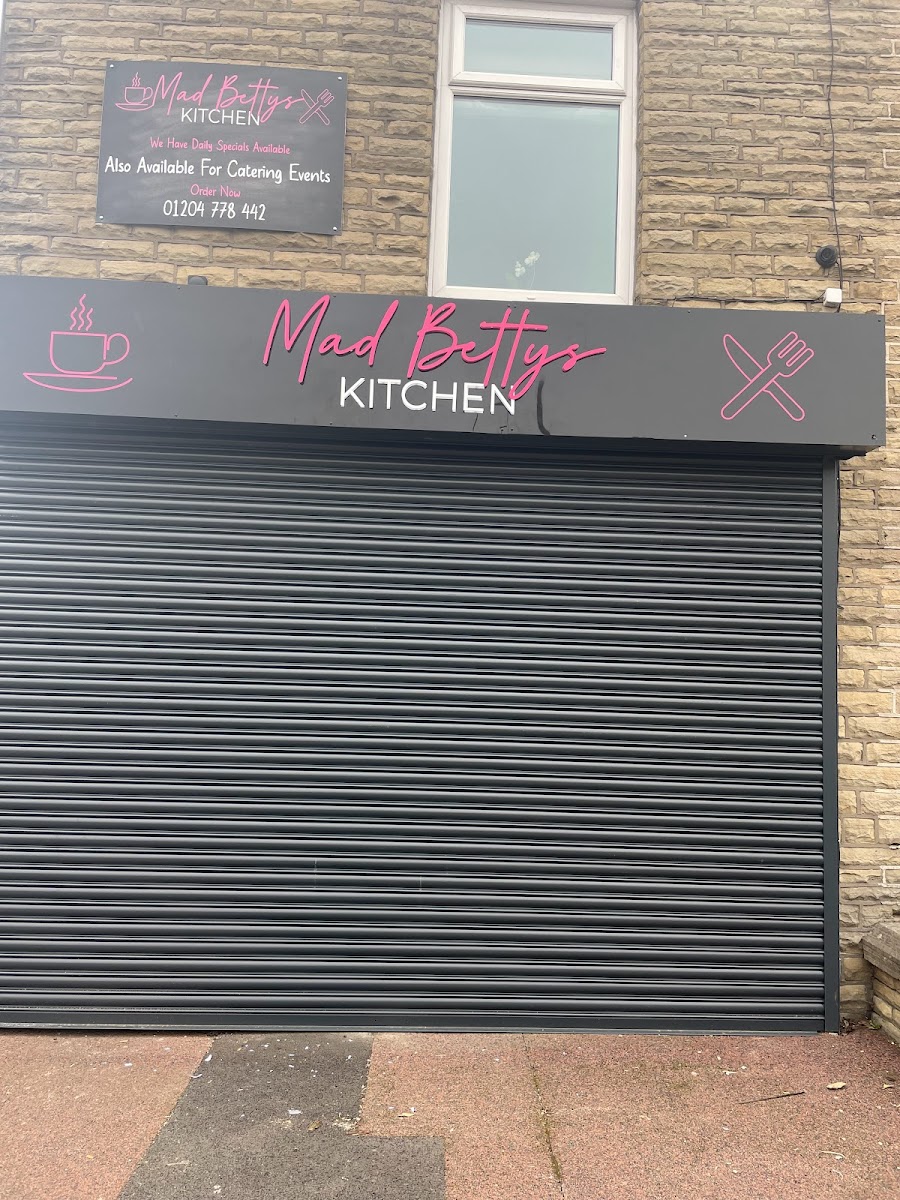 Mad Bettys
KITCHEN
We Have Daily Specials Available
Also Available For Catering Events
Order Now
01204 778 442
Mad Bettys
KITCHEN